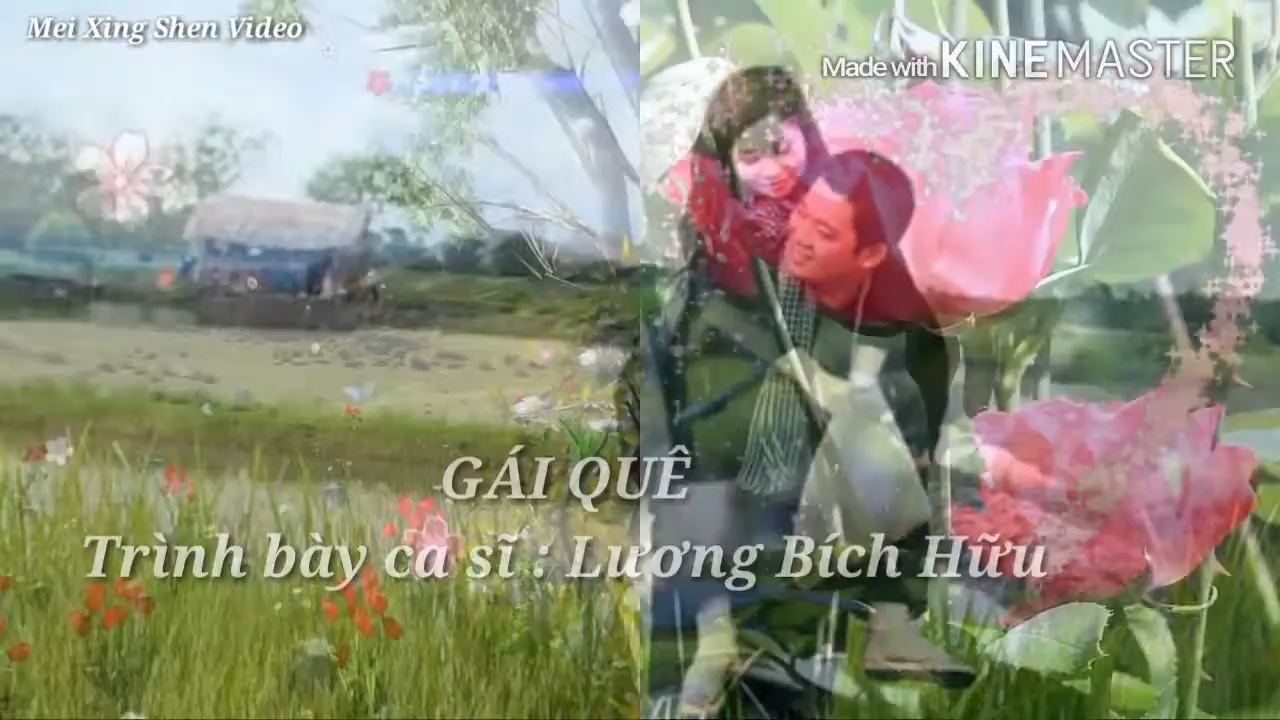 Mei Xing Shen Video
Made with KINEMASTER
GÁI QUÊ
Trình bày ca sĩ : Lương Bích Hữu